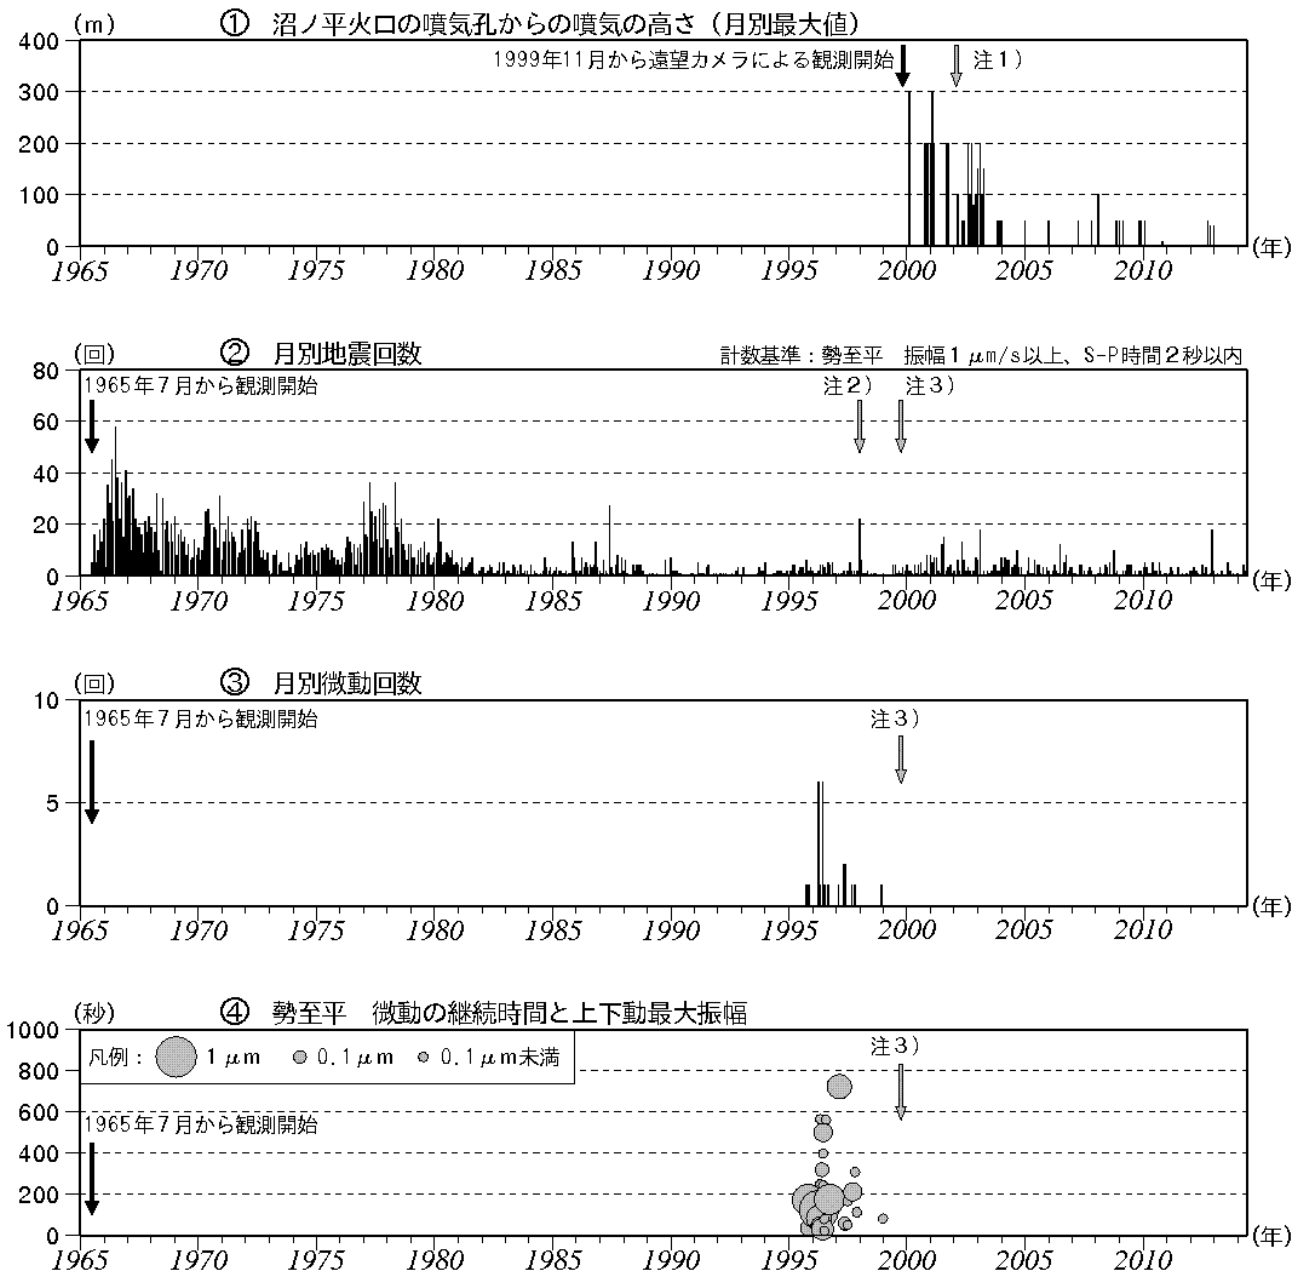 (m) ① 沼ノ平火口の噴気孔からの噴気の高さ（月別最大値）
400
1999年11月から遠望カメラによる観測開始 注１）
300
200
100
0
1965 1970 1975 1980 1985 1990 1995 2000 2005 2010 (年)
(回) ② 月別地震回数 計数基準：勢至平 振幅１μm/s以上、S-P時間２秒以内
80
1965年７月から観測開始 注２） 注３）
60
40
20
0
1965 1970 1975 1980 1985 1990 1995 2000 2005 2010 (年)
(回) ③ 月別微動回数
10
1965年７月から観測開始 注３）
5
0
1965 1970 1975 1980 1985 1990 1995 2000 2005 2010 (年)
(秒) ④ 勢至平 微動の継続時間と上下動最大振幅
1000
凡例： 1μm 0.1μm 0.1μm未満 注３）
800
600
1965年７月から観測開始
400
200
0
1965 1970 1975 1980 1985 1990 1995 2000 2005 2010 (年)